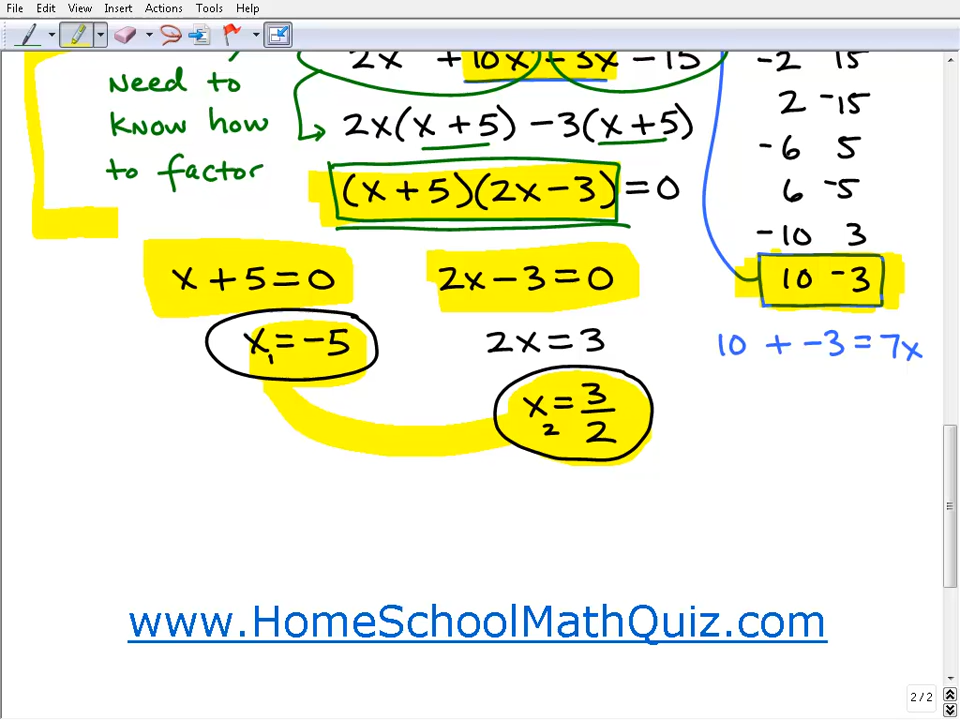 File Edit View Insert Actions Tools Help
2x + 10x - 3x - 15
-2 15
Need to
2 -15
know how
2x(x + 5) - 3(x + 5)
-6 5
to factor
(x + 5)(2x - 3) = 0
6 -5
-10 3
x + 5 = 0 2x - 3 = 0
10 -3
x₁ = -5 2x = 3
10 + -3 = 7x
x₂ = 3/2
www.HomeSchoolMathQuiz.com
2/2